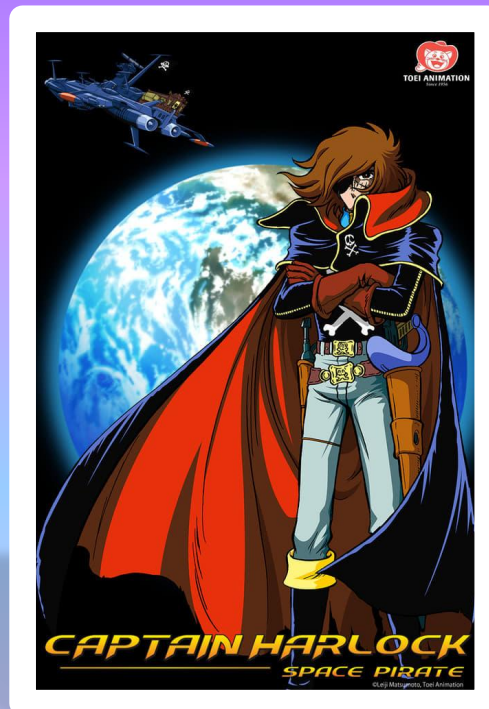 TOEI ANIMATION
Since 1956
CAPTAIN HARLOCK
SPACE PIRATE
©Leiji Matsumoto, Toei Animation